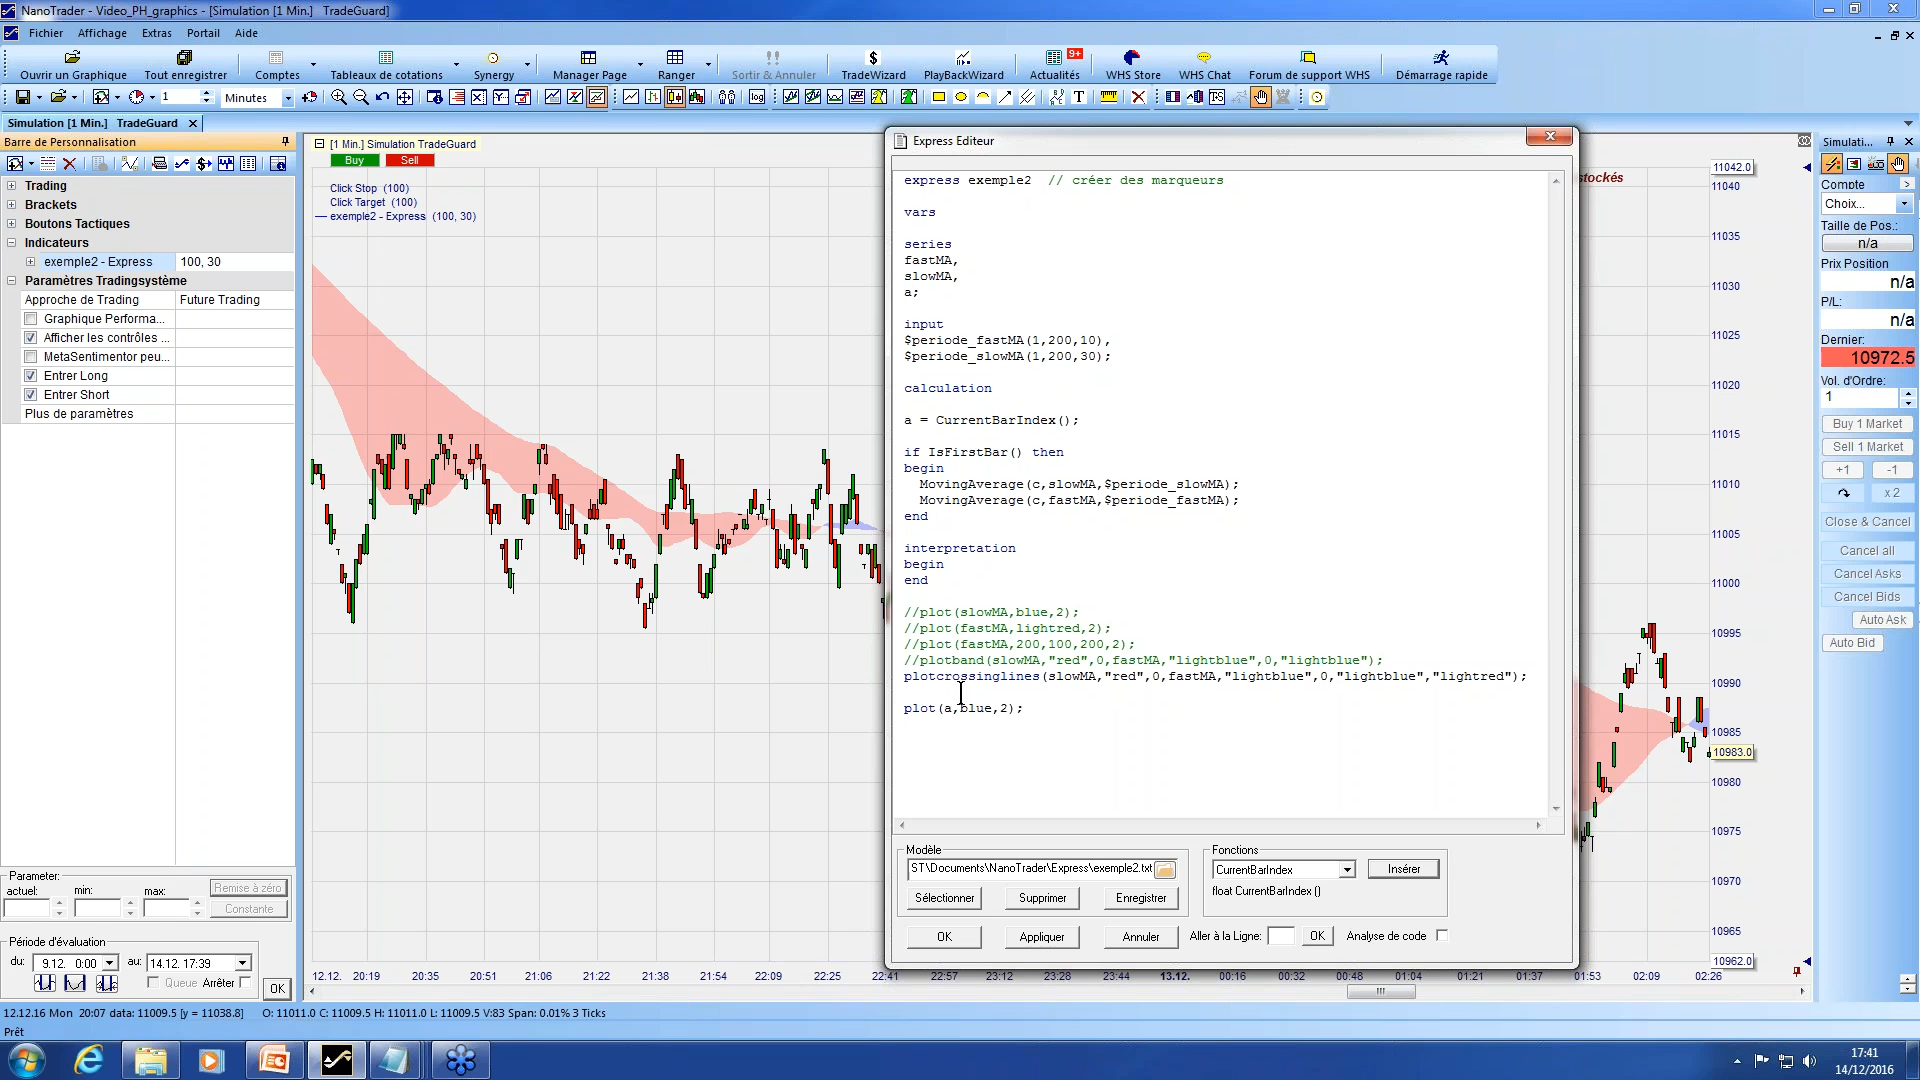 NanoTrader - Video_PH_graphics - [Simulation [1 Min.]   TradeGuard]
Fichier Affichage Extras Portail Aide
Ouvrir un Graphique Tout enregistrer Comptes Tableaux de cotations Synergy Manager Page Ranger Sortir & Annuler TradeWizard PlayBackWizard Actualités 9+ WHS Store WHS Chat Forum de support WHS Démarrage rapide
1 Minutes
Simulation [1 Min.]   TradeGuard
Barre de Personnalisation
Trading
Brackets
Boutons Tactiques
Indicateurs
exemple2 - Express 100, 30
Paramètres Tradingsystème
Approche de Trading Future Trading
Graphique Performa...
Afficher les contrôles ...
MetaSentimentor peu...
Entrer Long
Entrer Short
Plus de paramètres
Parameter:
actuel: min: max: Remise à zéro
Constante
Période d'évaluation
du: 9.12. 0:00 au: 14.12. 17:39
Queue Arrêter OK
[1 Min.] Simulation TradeGuard
Buy Sell
Click Stop (100)
Click Target (100)
exemple2 - Express (100, 30)
stockés
Express Editeur
express exemple2 // créer des marqueurs
vars
series
fastMA,
slowMA,
a;
input
$periode_fastMA(1,200,10),
$periode_slowMA(1,200,30);
calculation
a = CurrentBarIndex();
if IsFirstBar() then
begin
MovingAverage(c,slowMA,$periode_slowMA);
MovingAverage(c,fastMA,$periode_fastMA);
end
interpretation
begin
end
//plot(slowMA,blue,2);
//plot(fastMA,lightred,2);
//plot(fastMA,200,100,200,2);
//plotband(slowMA,"red",0,fastMA,"lightblue",0,"lightblue");
plotcrossinglines(slowMA,"red",0,fastMA,"lightblue",0,"lightblue","lightred");
plot(a,blue,2);
Modèle
ST\Documents\NanoTrader\Express\exemple2.txt
Sélectionner Supprimer Enregistrer
Fonctions
CurrentBarIndex Insérer
float CurrentBarIndex ()
OK Appliquer Annuler Aller à la Ligne: OK Analyse de code
11042.0
11040
11035
11030
11025
11020
11015
11010
11005
11000
10995
10990
10985
10983.0
10980
10975
10970
10965
10962.0
12.12. 20:19 20:35 20:51 21:06 21:22 21:38 21:54 22:09 22:25 22:41 22:57 23:12 23:28 23:44 13.12. 00:16 00:32 00:48 01:04 01:21 01:37 01:53 02:09 02:26
Simulati...
Compte
Choix...
Taille de Pos.:
n/a
Prix Position
n/a
P/L:
n/a
Dernier:
10972.5
Vol. d'Ordre:
1
Buy 1 Market
Sell 1 Market
+1 -1
x 2
Close & Cancel
Cancel all
Cancel Asks
Cancel Bids
Auto Ask
Auto Bid
12.12.16 Mon 20:07 data: 11009.5 [y = 11038.8] O: 11011.0 C: 11009.5 H: 11011.0 L: 11009.5 V:83 Span: 0.01% 3 Ticks
Prêt
17:41
14/12/2016